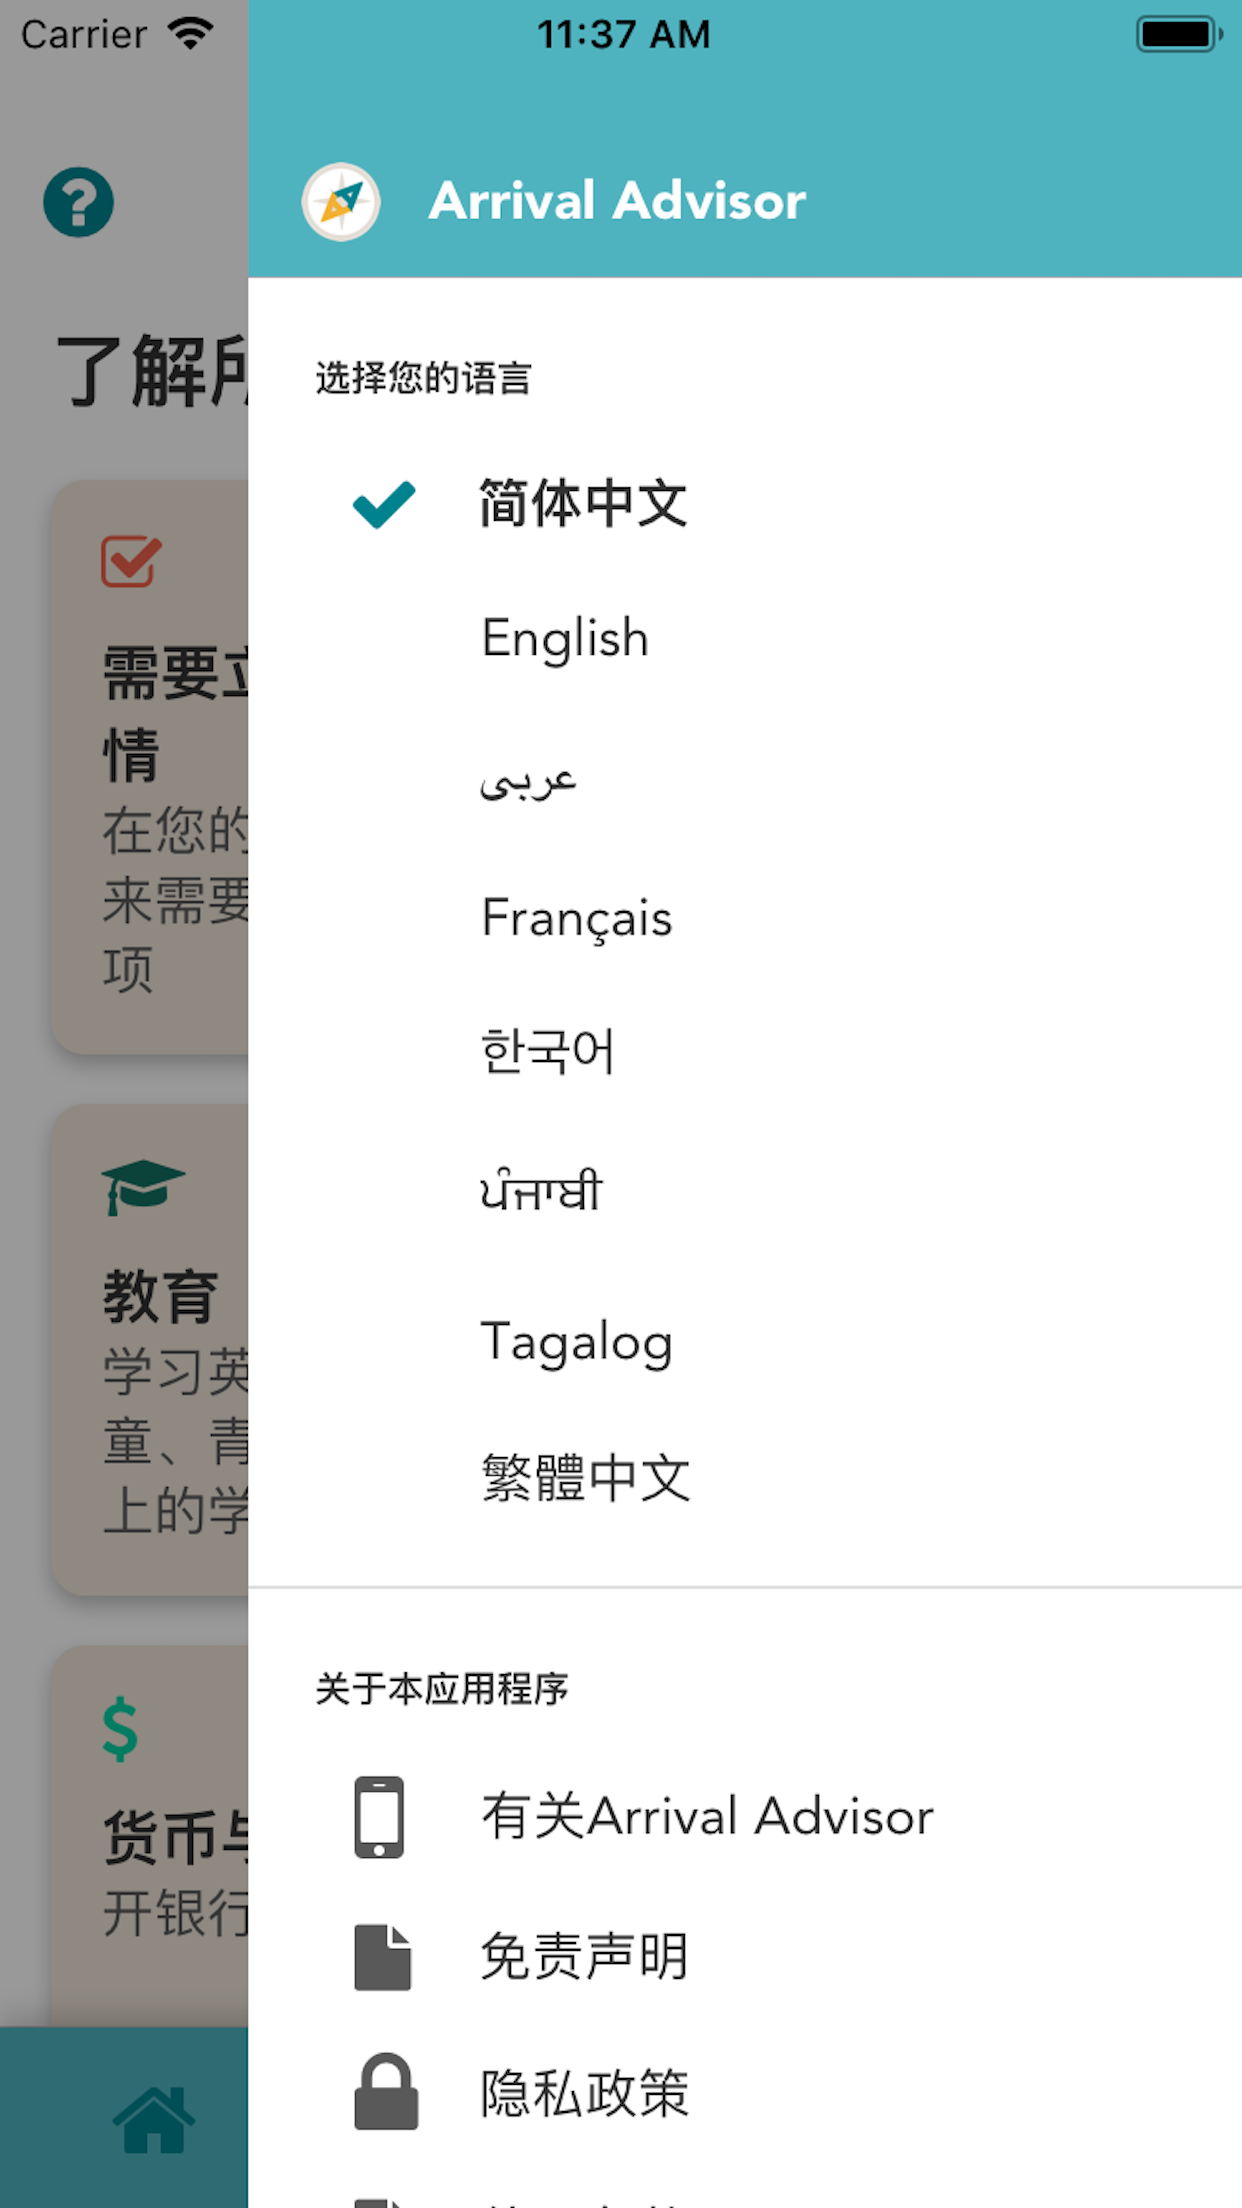 Carrier
11:37 AM
Arrival Advisor
选择您的语言
简体中文
English
عربى
Français
한국어
ਪੰਜਾਬੀ
Tagalog
繁體中文
关于本应用程序
有关Arrival Advisor
免责声明
隐私政策
了解
需要
情
在您的
来需要
项
教育
学习英
童、青
上的学
货币
开银行